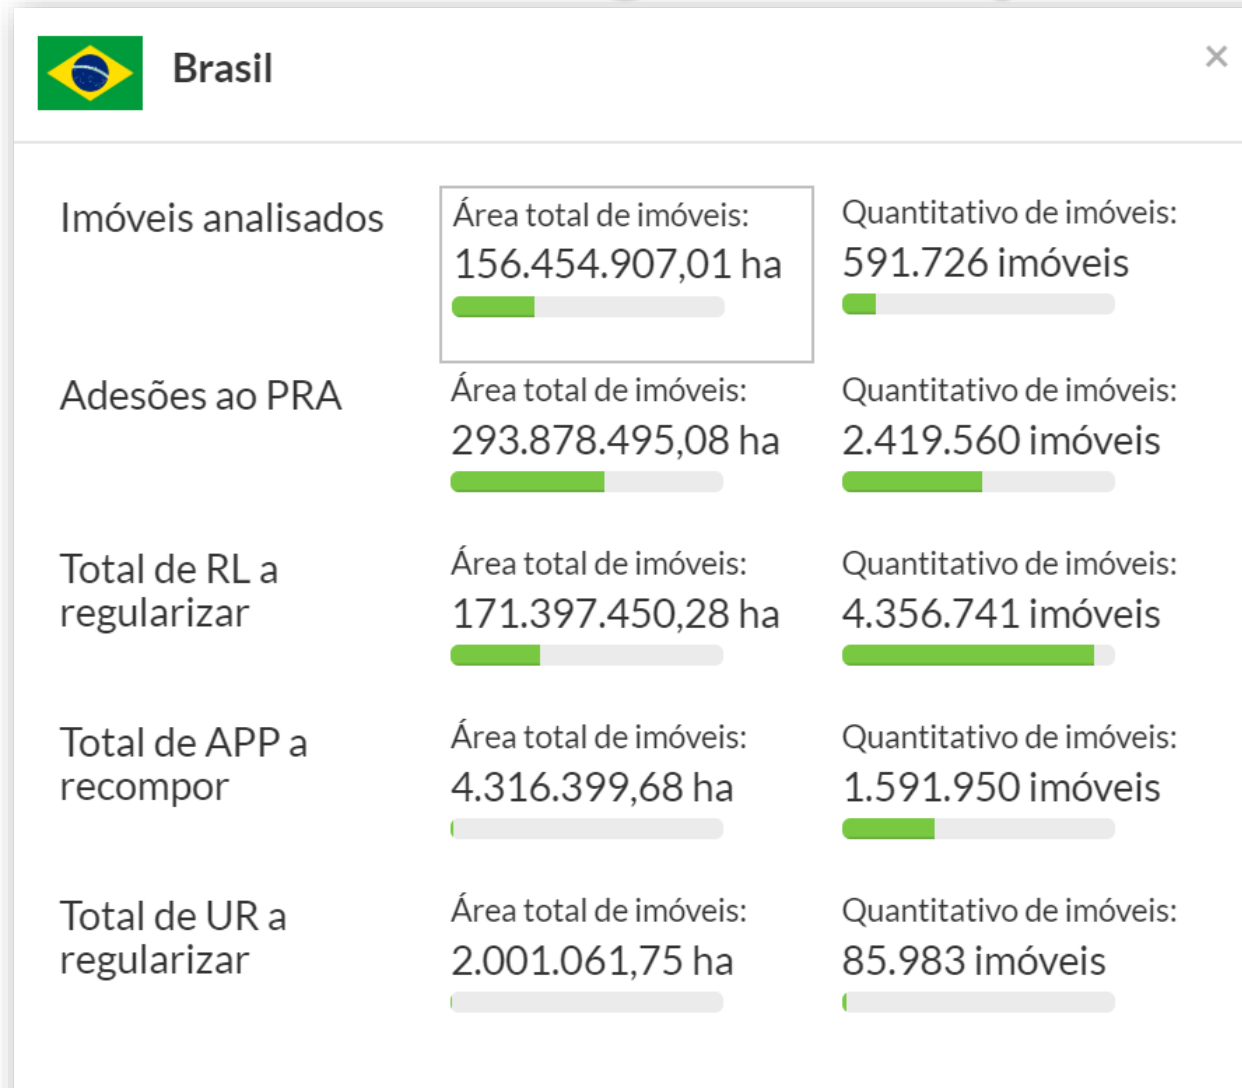 Brasil
×
Imóveis analisados
Área total de imóveis:
156.454.907,01 ha
Quantitativo de imóveis:
591.726 imóveis
Adesões ao PRA
Área total de imóveis:
293.878.495,08 ha
Quantitativo de imóveis:
2.419.560 imóveis
Total de RL a
regularizar
Área total de imóveis:
171.397.450,28 ha
Quantitativo de imóveis:
4.356.741 imóveis
Total de APP a
recompor
Área total de imóveis:
4.316.399,68 ha
Quantitativo de imóveis:
1.591.950 imóveis
Total de UR a
regularizar
Área total de imóveis:
2.001.061,75 ha
Quantitativo de imóveis:
85.983 imóveis